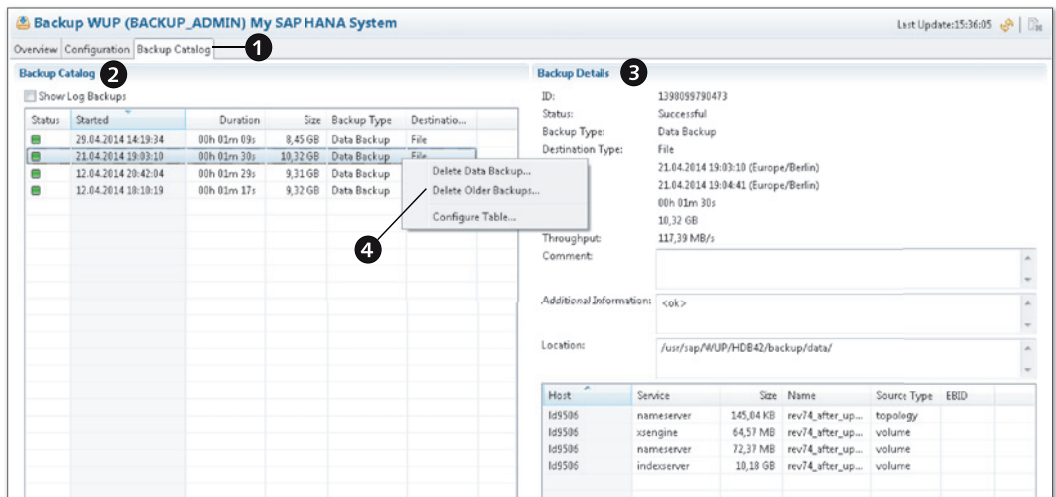 Backup WUP (BACKUP_ADMIN) My SAP HANA System
Last Update:15:36:05
Overview Configuration Backup Catalog
1
Backup Catalog 2
Show Log Backups
Status Started Duration Size Backup Type Destinatio...
29.04.2014 14:19:34 00h 01m 09s 8,45 GB Data Backup File
21.04.2014 19:03:10 00h 01m 30s 10,32 GB Data Backup File
12.04.2014 20:42:04 00h 01m 29s 9,31 GB Data Backup
12.04.2014 18:18:19 00h 01m 17s 9,32 GB Data Backup
Delete Data Backup...
Delete Older Backups...
Configure Table...
4
Backup Details 3
ID: 1398099790473
Status: Successful
Backup Type: Data Backup
Destination Type: File
21.04.2014 19:03:10 (Europe/Berlin)
21.04.2014 19:04:41 (Europe/Berlin)
00h 01m 30s
10,32 GB
Throughput: 117,39 MB/s
Comment:
Additional Information: <ok>
Location: /usr/sap/WUP/HDB42/backup/data/
Host Service Size Name Source Type EBID
ld9506 nameserver 145,04 KB rev74_after_up... topology
ld9506 xsengine 64,57 MB rev74_after_up... volume
ld9506 nameserver 72,37 MB rev74_after_up... volume
ld9506 indexserver 10,18 GB rev74_after_up... volume